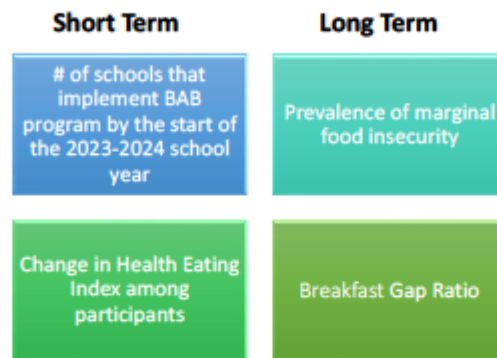 Short Term
Long Term
# of schools that
implement BAB
program by the start of
the 2023-2024 school
year
Prevalence of marginal
food insecurity
Change in Health Eating
Index among
participants
Breakfast Gap Ratio